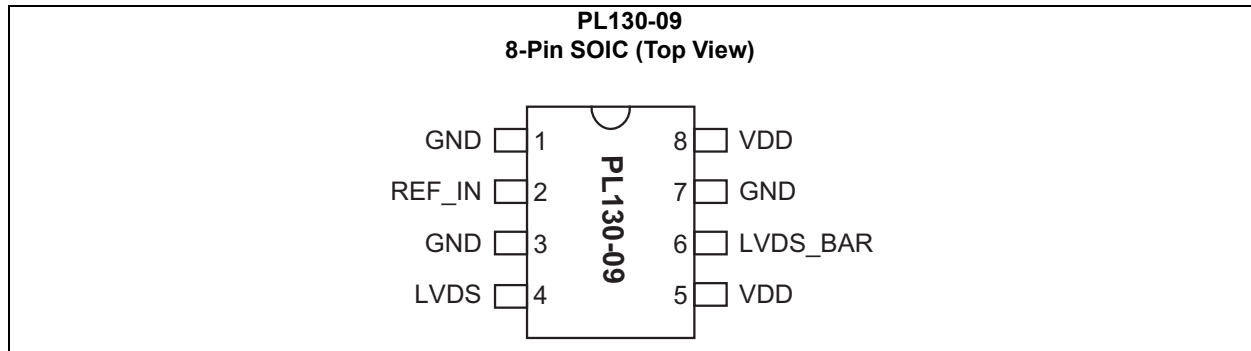 PL130-09
8-Pin SOIC (Top View)
GND 1 8 VDD
REF_IN 2 7 GND
GND 3 6 LVDS_BAR
LVDS 4 5 VDD
PL130-09